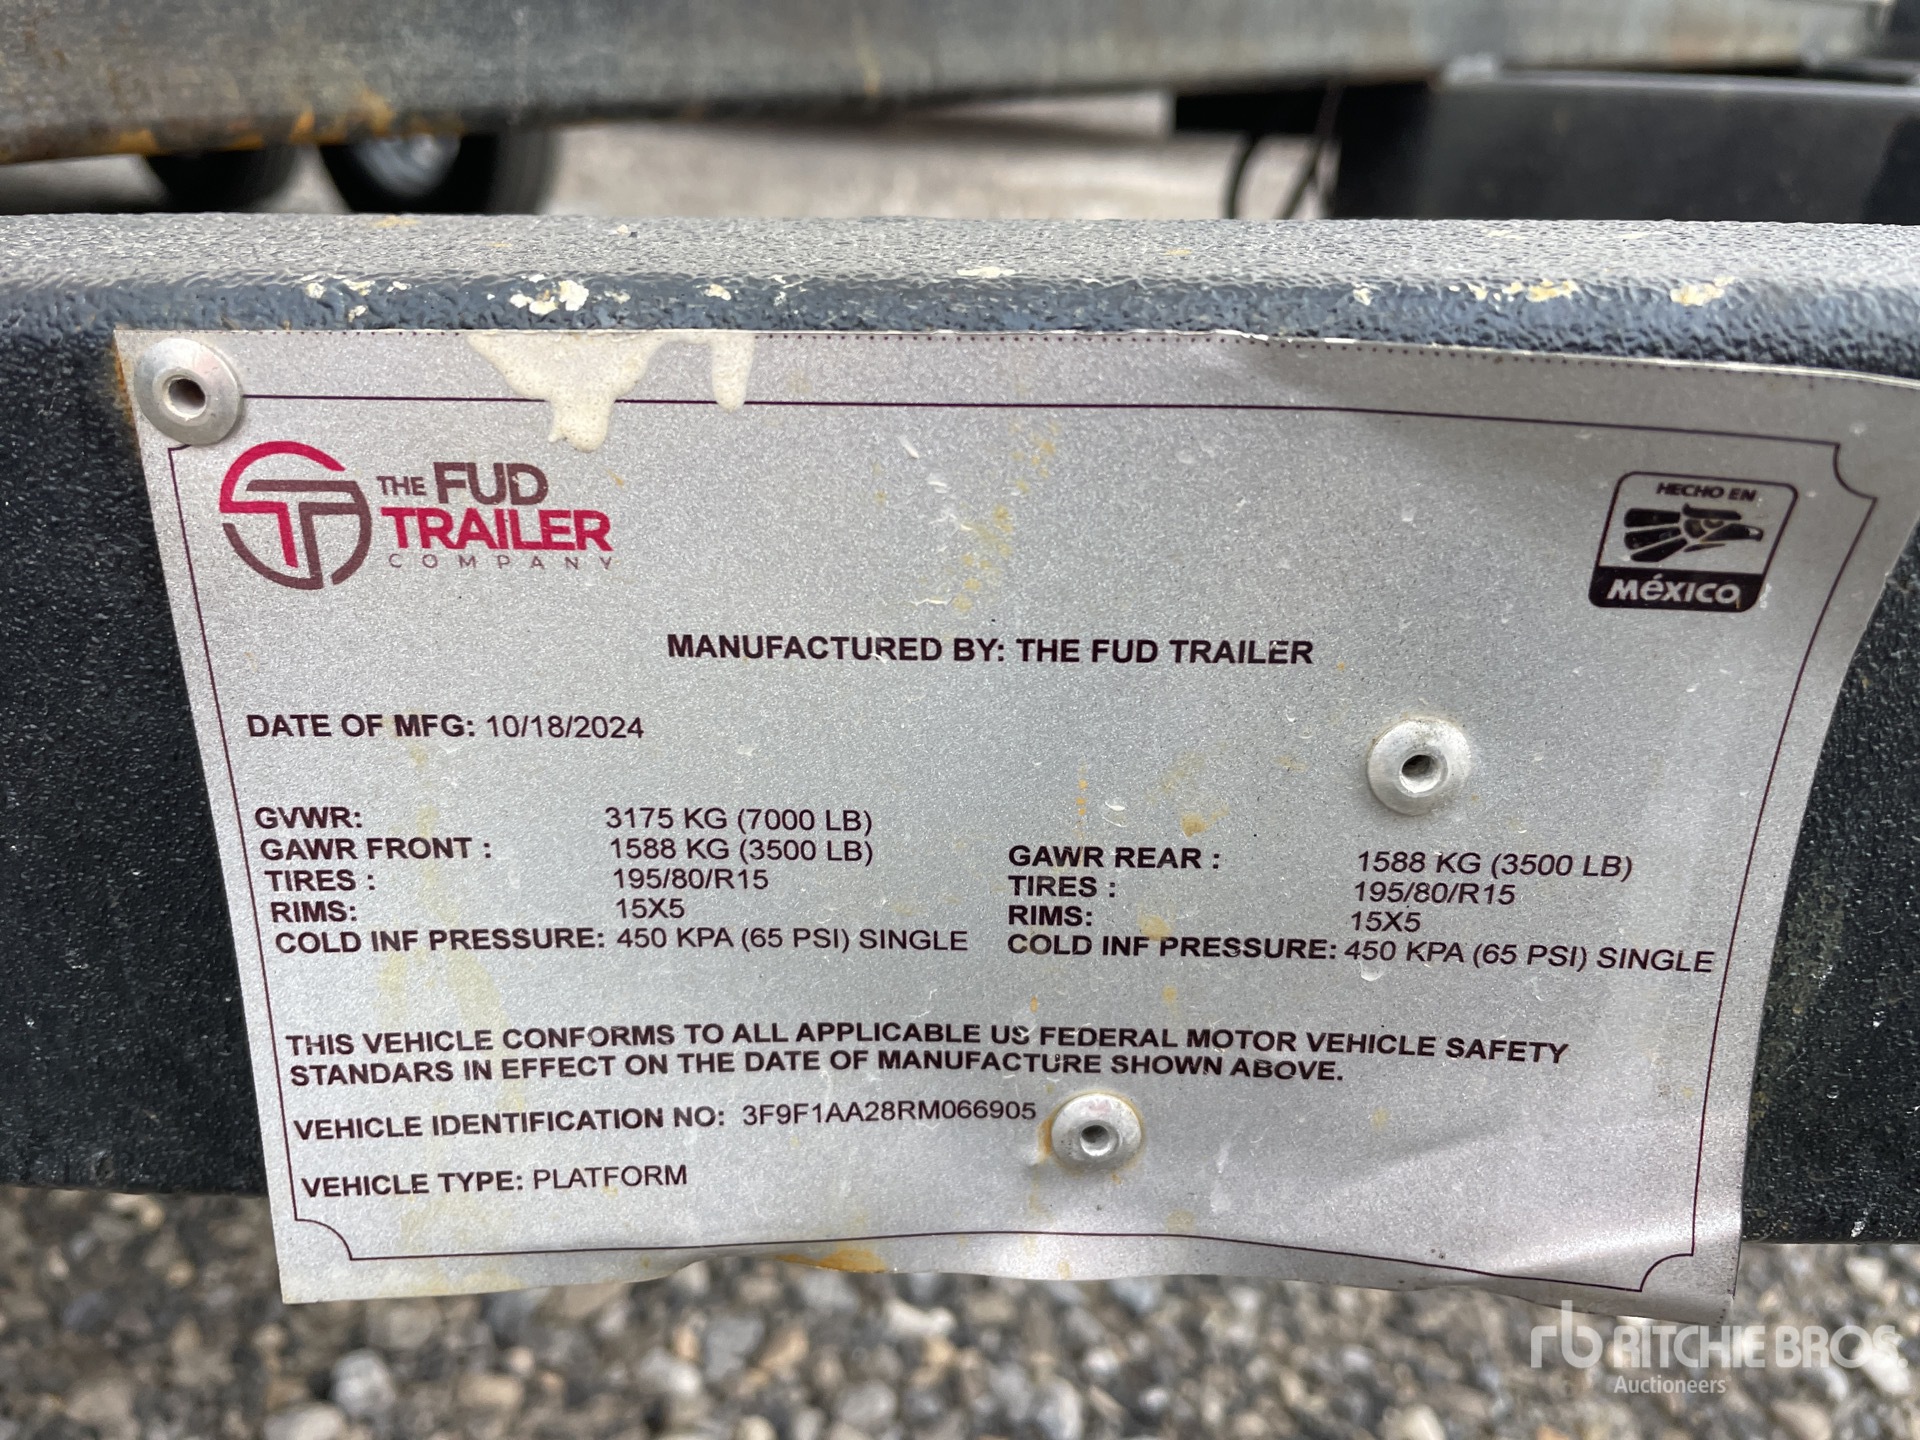 THE FUD
TRAILER
COMPANY
HECHO EN
MÉXICO
MANUFACTURED BY: THE FUD TRAILER
DATE OF MFG: 10/18/2024
GVWR: 3175 KG (7000 LB)
GAWR FRONT : 1588 KG (3500 LB) GAWR REAR : 1588 KG (3500 LB)
TIRES : 195/80/R15 TIRES : 195/80/R15
RIMS: 15X5 RIMS: 15X5
COLD INF PRESSURE: 450 KPA (65 PSI) SINGLE COLD INF PRESSURE: 450 KPA (65 PSI) SINGLE
THIS VEHICLE CONFORMS TO ALL APPLICABLE US FEDERAL MOTOR VEHICLE SAFETY
STANDARS IN EFFECT ON THE DATE OF MANUFACTURE SHOWN ABOVE.
VEHICLE IDENTIFICATION NO: 3F9F1AA28RM066905
VEHICLE TYPE: PLATFORM
rb RITCHIE BROS.
Auctioneers